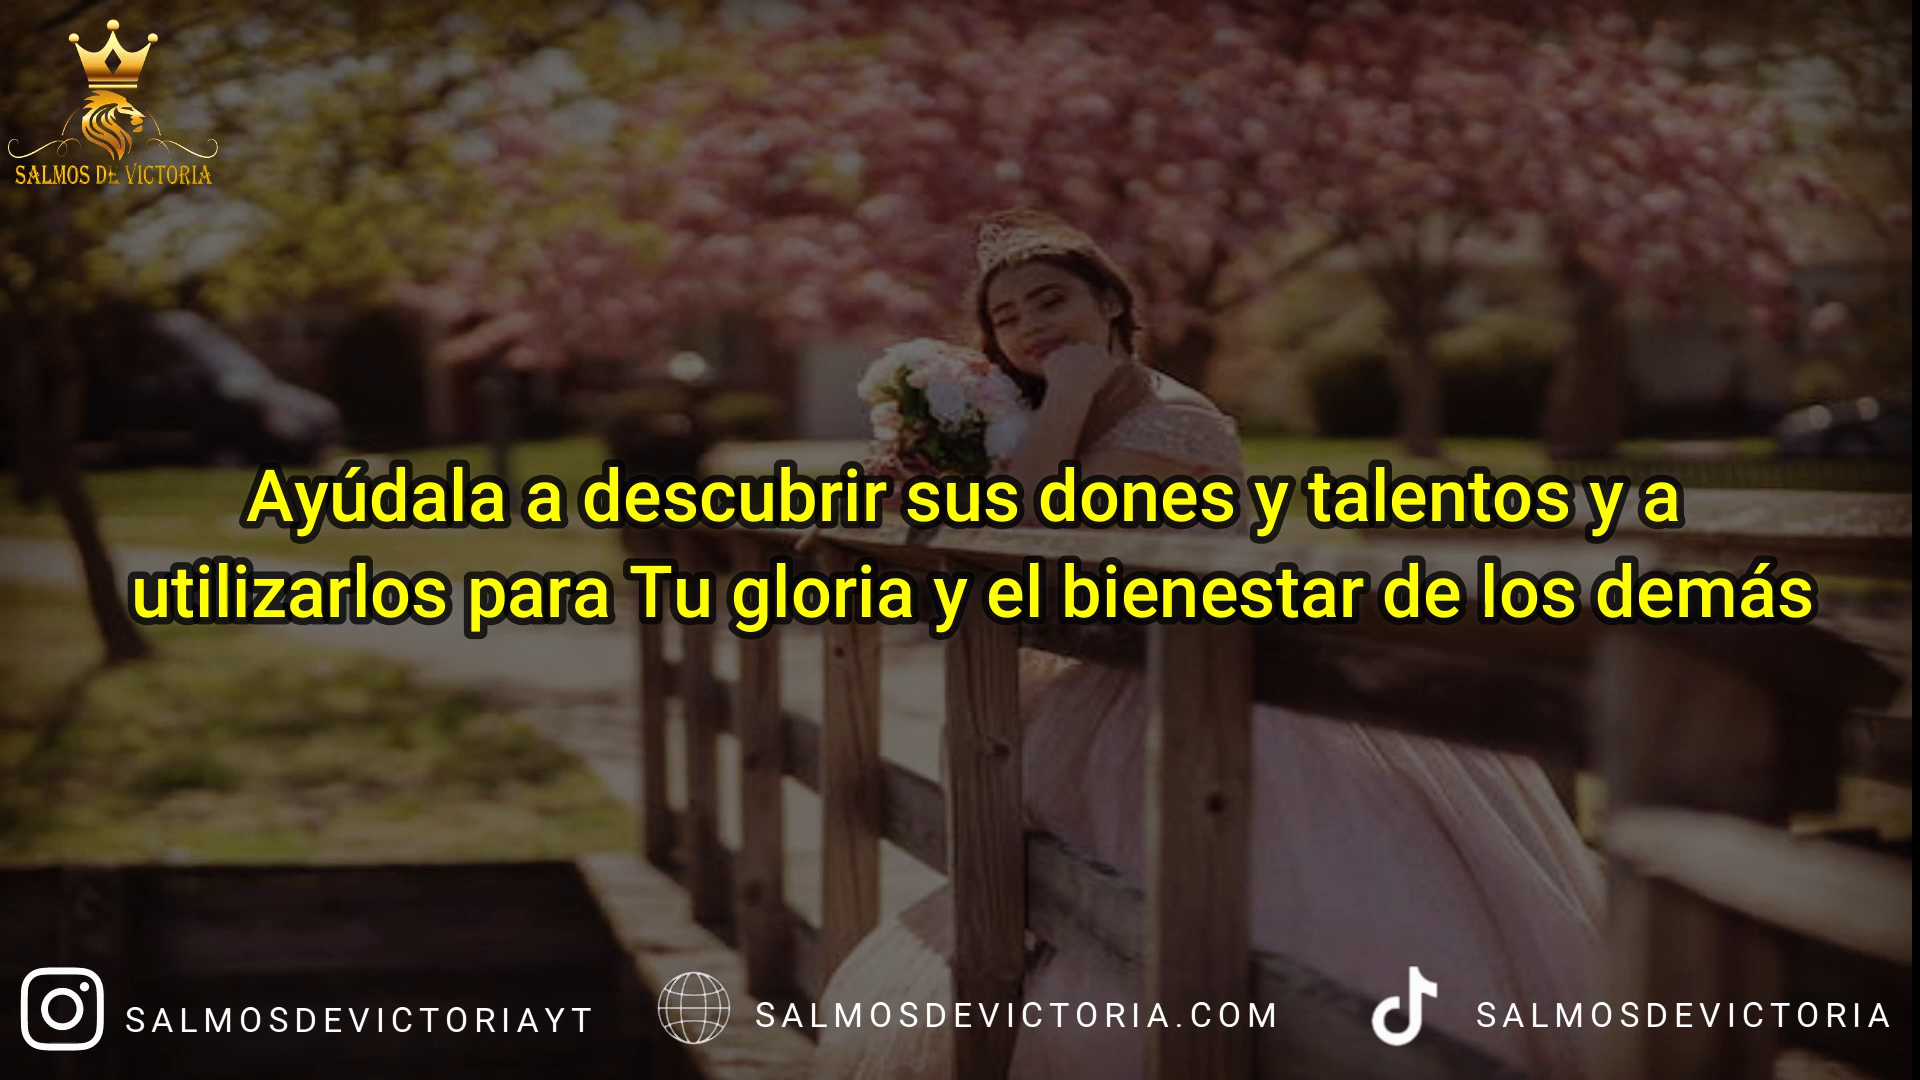 SALMOS DE VICTORIA
Ayúdala a descubrir sus dones y talentos y a
utilizarlos para Tu gloria y el bienestar de los demás
SALMOSDEVICTORIAYT
SALMOSDEVICTORIA.COM
SALMOSDEVICTORIA